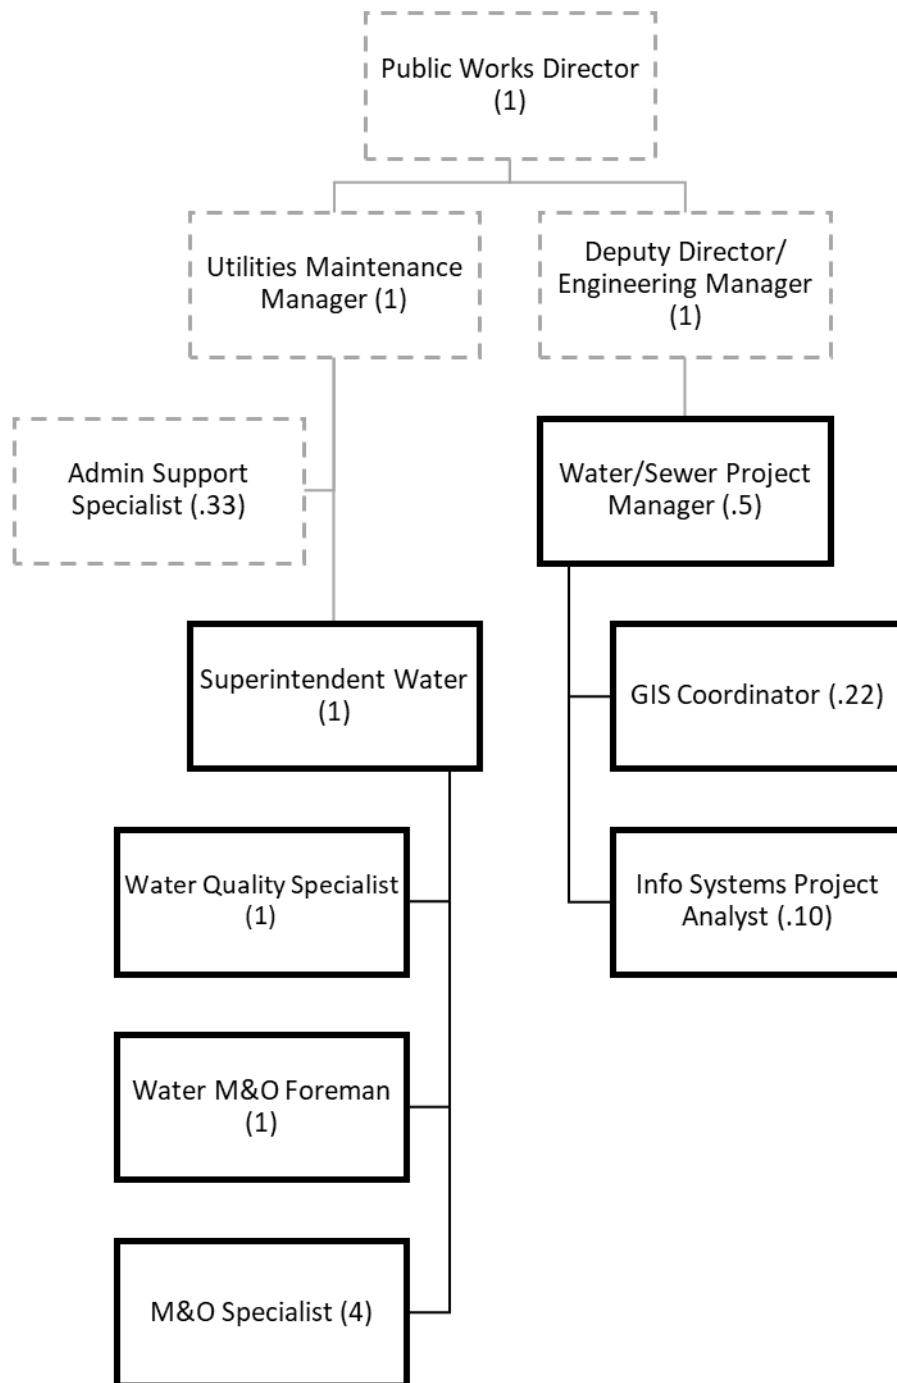 Public Works Director
(1)
Utilities Maintenance
Manager (1)
Deputy Director/
Engineering Manager
(1)
Admin Support
Specialist (.33)
Water/Sewer Project
Manager (.5)
Superintendent Water
(1)
GIS Coordinator (.22)
Water Quality Specialist
(1)
Info Systems Project
Analyst (.10)
Water M&O Foreman
(1)
M&O Specialist (4)